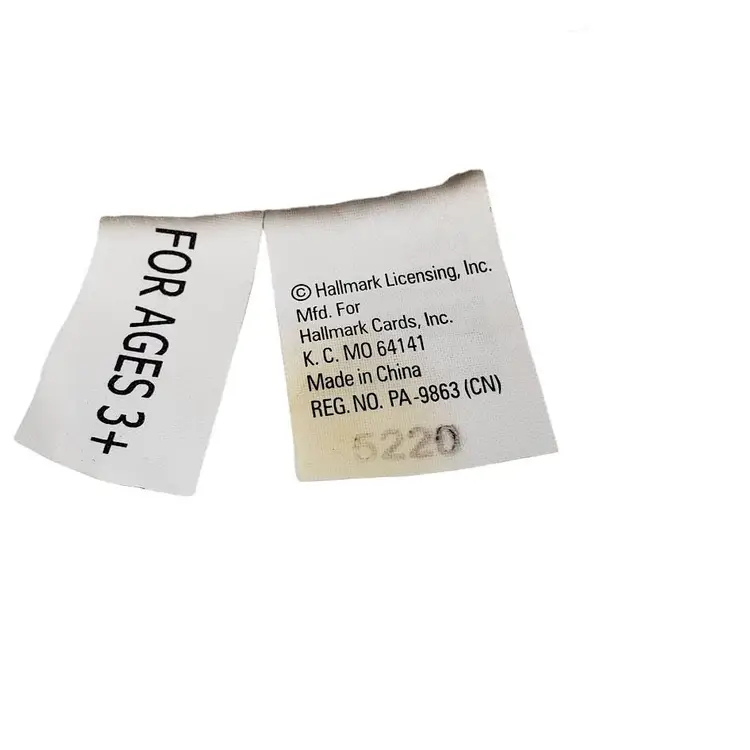 FOR AGES 3+
© Hallmark Licensing, Inc.
Mfd. For
Hallmark Cards, Inc.
K. C. MO 64141
Made in China
REG. NO. PA-9863 (CN)
5220